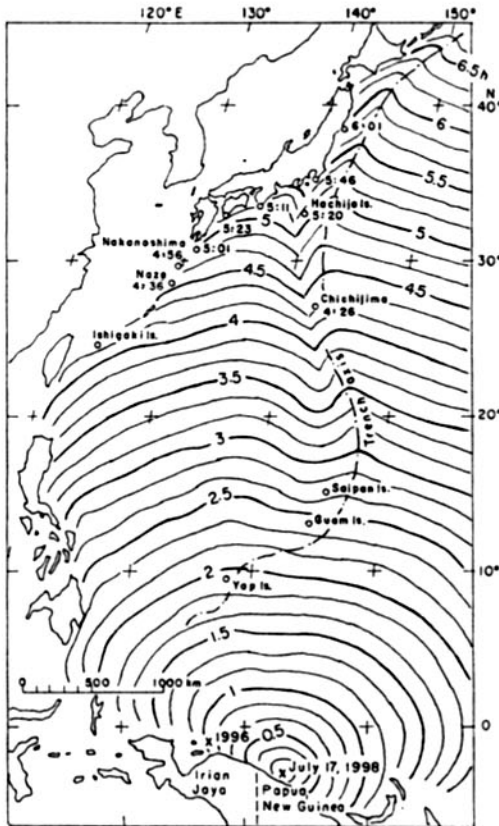 120° E 130° 140° 150°
6.5h
N
40°
6
6:01
5.5
5:46
5:11
Hachijo Is.
5:20
5
5:23
5:01
5
Nakanoshima
4:56
30°
Naze
4:36
4.5
4.5
Chichijima
4:26
Ishigaki Is.
4
Trench axis
3.5
20°
3
Saipan Is.
2.5
Guam Is.
10°
2
Yap Is.
1.5
0 500 1000 km
1
0
1996
0.5
July 17, 1998
Irian
Jaya
Papua
New Guinea